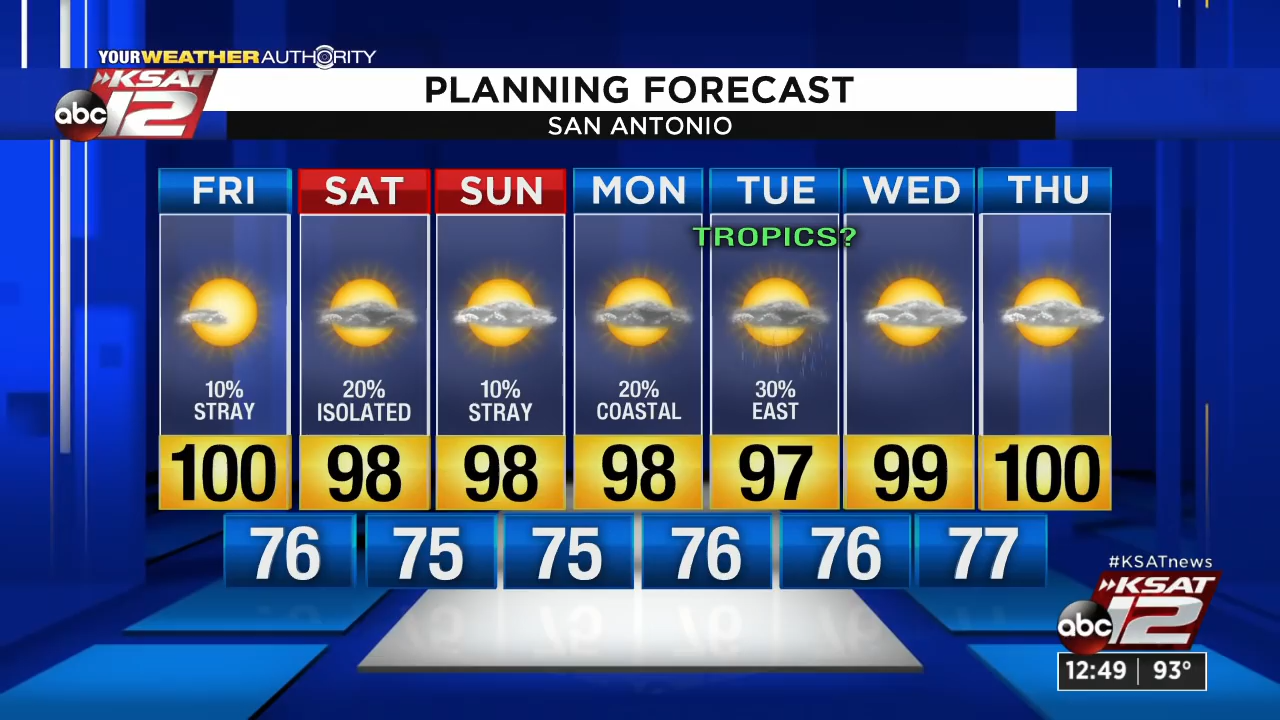 YOURWEATHERAUTHORITY
KSAT
abc 12
PLANNING FORECAST
SAN ANTONIO
FRI SAT SUN MON TUE WED THU
TROPICS?
10% 20% 10% 20% 30%
STRAY ISOLATED STRAY COASTAL EAST
100 98 98 98 97 99 100
76 75 75 76 76 77
#KSATnews
KSAT
abc 12
12:49 93°